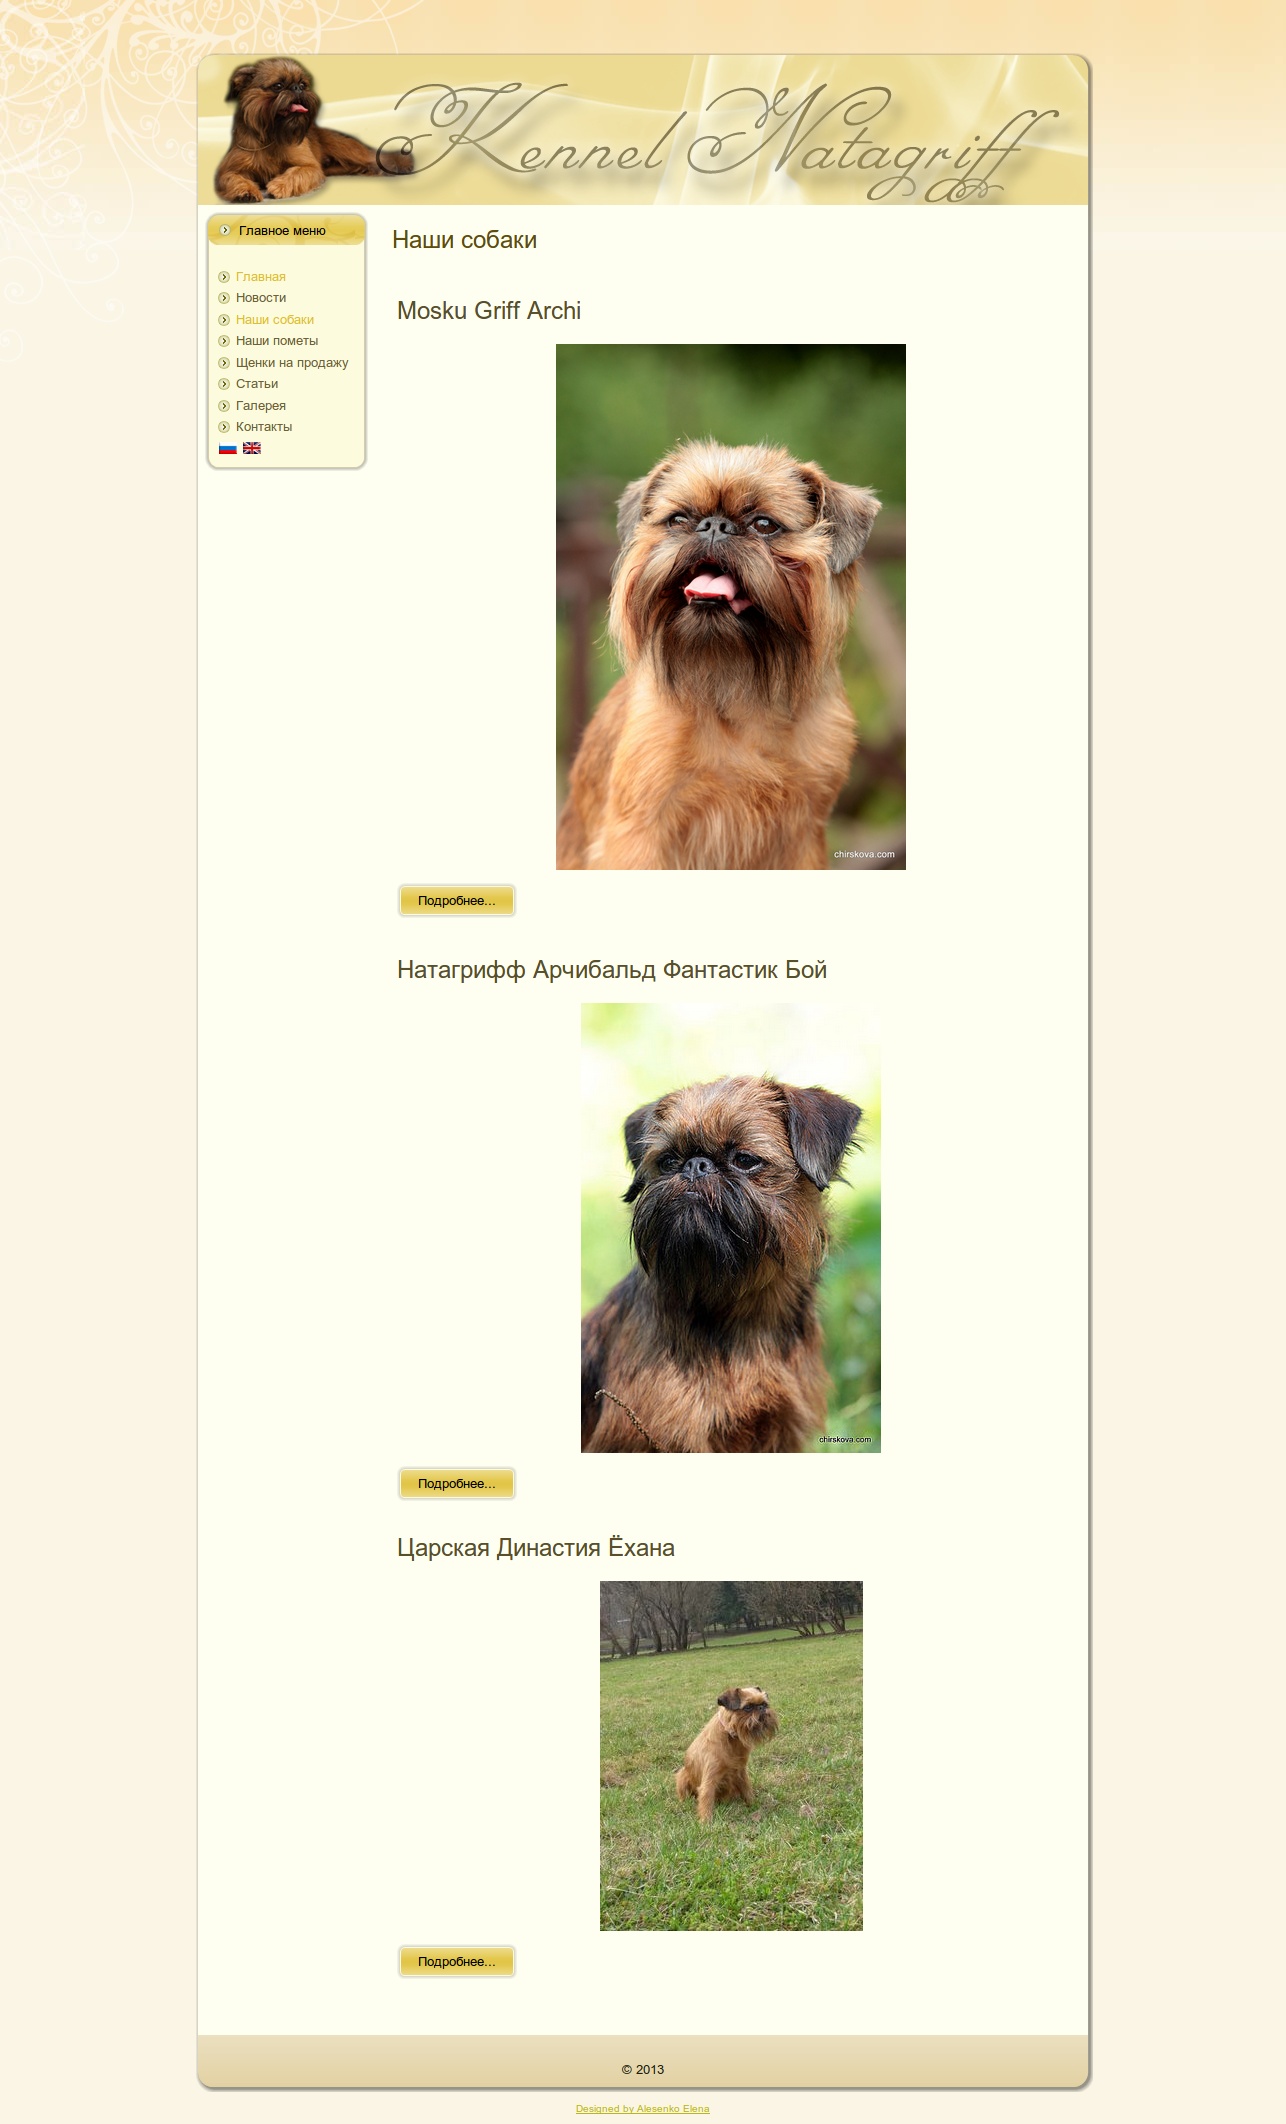 Kennel Natagriff
Главное меню
Главная
Новости
Наши собаки
Наши пометы
Щенки на продажу
Статьи
Галерея
Контакты
Наши собаки
Mosku Griff Archi
chirskova.com
Подробнее...
Натагрифф Арчибальд Фантастик Бой
chirskova.com
Подробнее...
Царская Династия Ёхана
Подробнее...
© 2013
Designed by Alesenko Elena